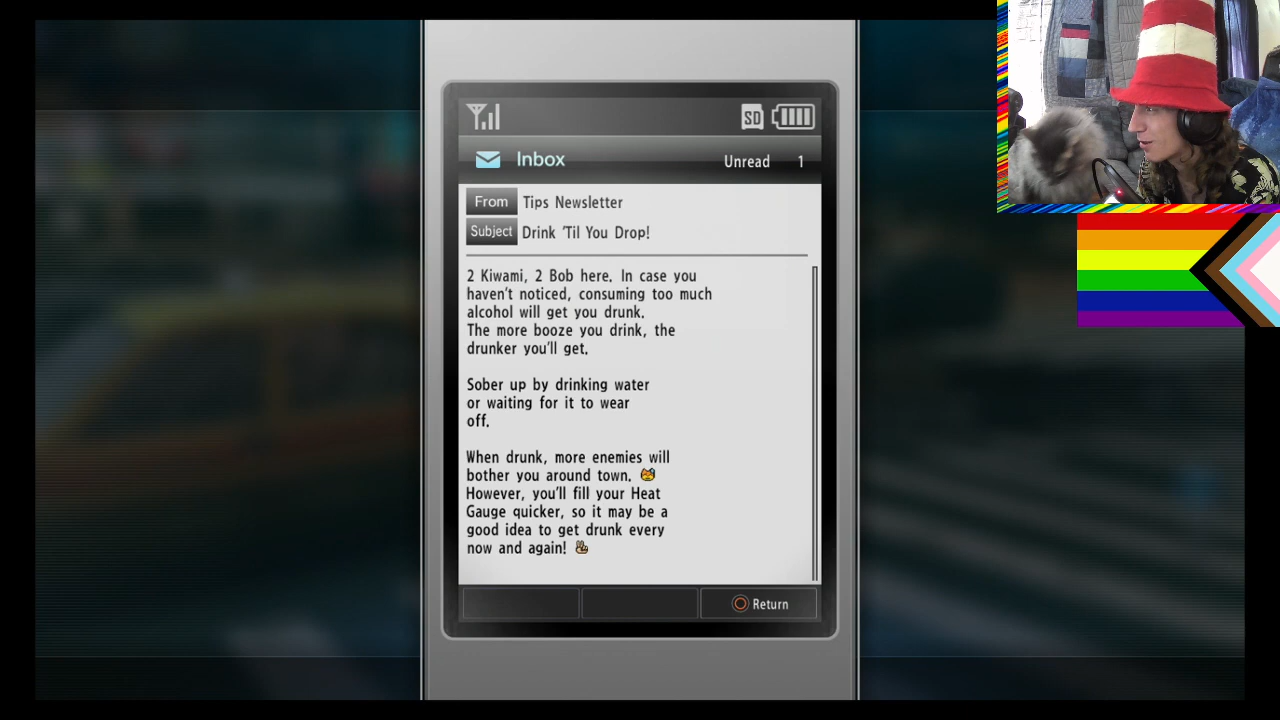 SD
Inbox
Unread 1
From Tips Newsletter
Subject Drink 'Til You Drop!
2 Kiwami, 2 Bob here. In case you
haven't noticed, consuming too much
alcohol will get you drunk.
The more booze you drink, the
drunker you'll get.
Sober up by drinking water
or waiting for it to wear
off.
When drunk, more enemies will
bother you around town.
However, you'll fill your Heat
Gauge quicker, so it may be a
good idea to get drunk every
now and again!
Return